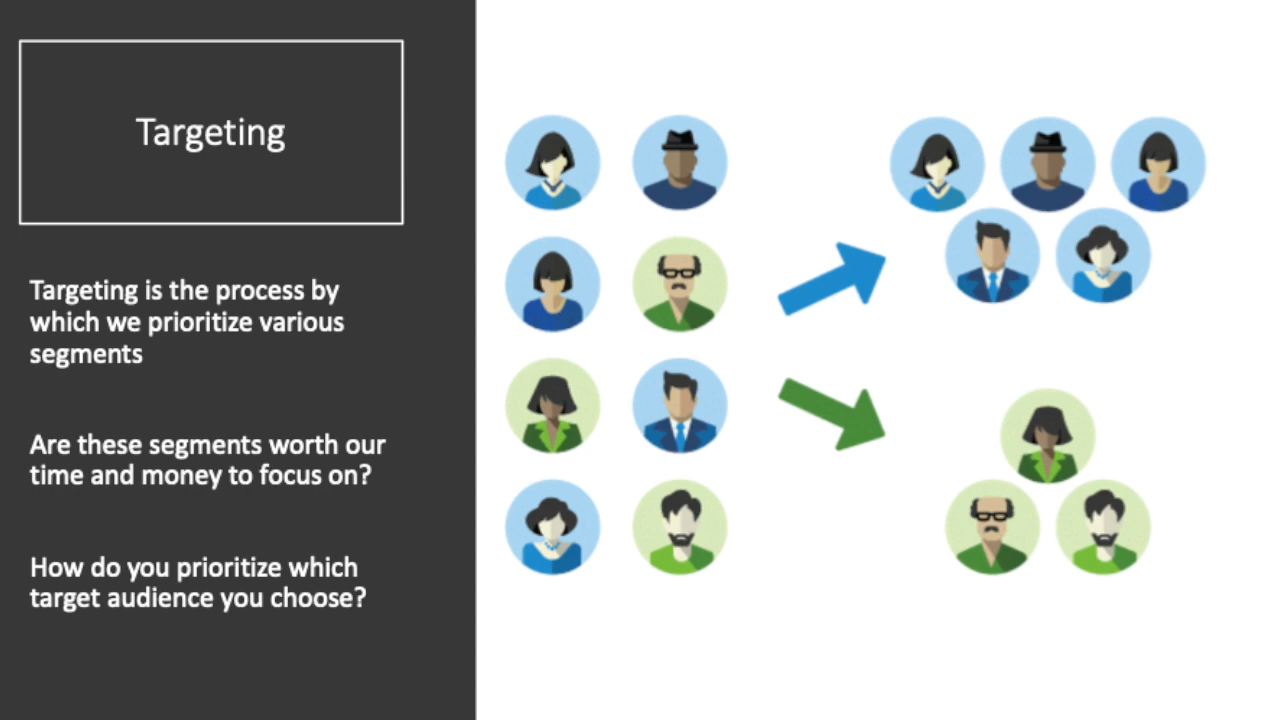 Targeting
Targeting is the process by
which we prioritize various
segments
Are these segments worth our
time and money to focus on?
How do you prioritize which
target audience you choose?